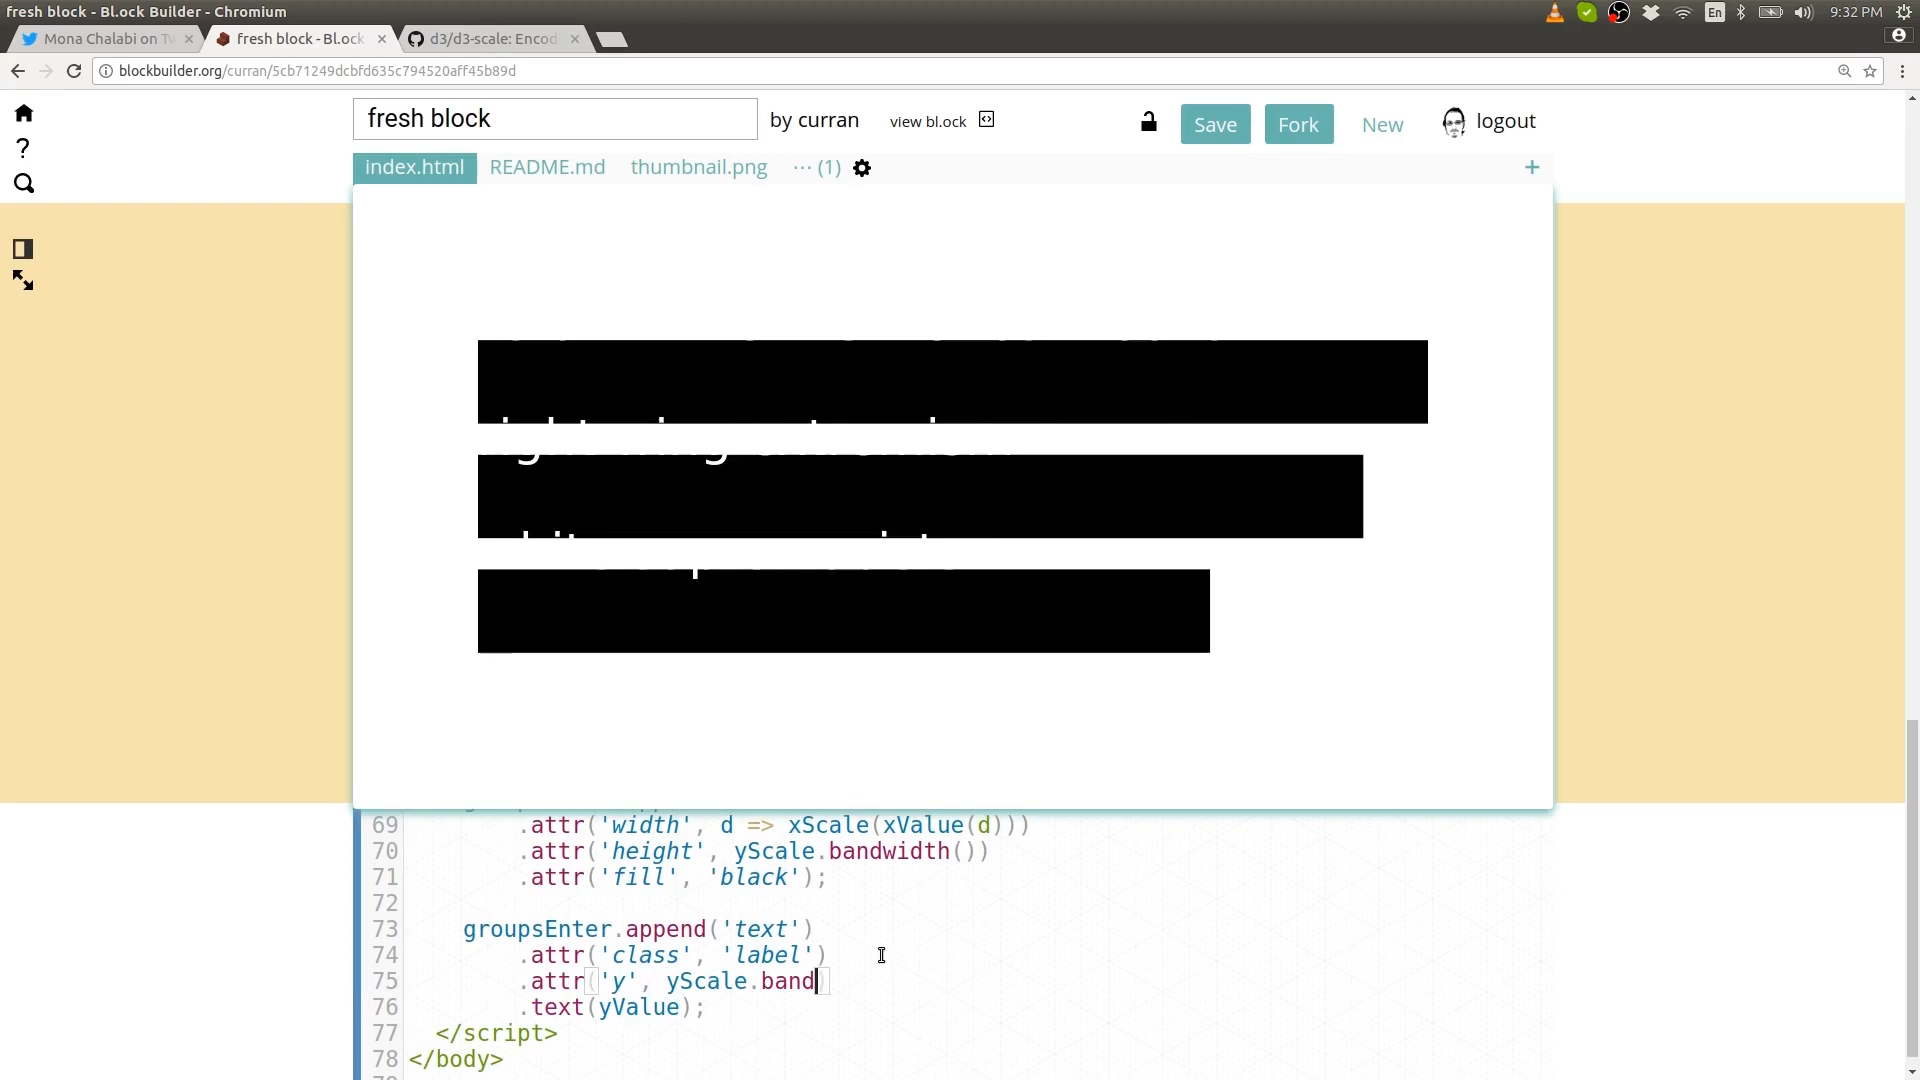 fresh block - Bl.ock Builder - Chromium
En
9:32 PM
Mona Chalabi on Tw
fresh block - Bl.ock
d3/d3-scale: Encod
blockbuilder.org/curran/5cb71249dcbfd635c794520aff45b89d
fresh block
by curran
view bl.ock
Save
Fork
New
logout
index.html
README.md
thumbnail.png
··· (1)
+
?
69 .attr('width', d => xScale(xValue(d)))
70 .attr('height', yScale.bandwidth())
71 .attr('fill', 'black');
72
73 groupsEnter.append('text')
74 .attr('class', 'label')
75 .attr('y', yScale.band)
76 .text(yValue);
77 </script>
78 </body>